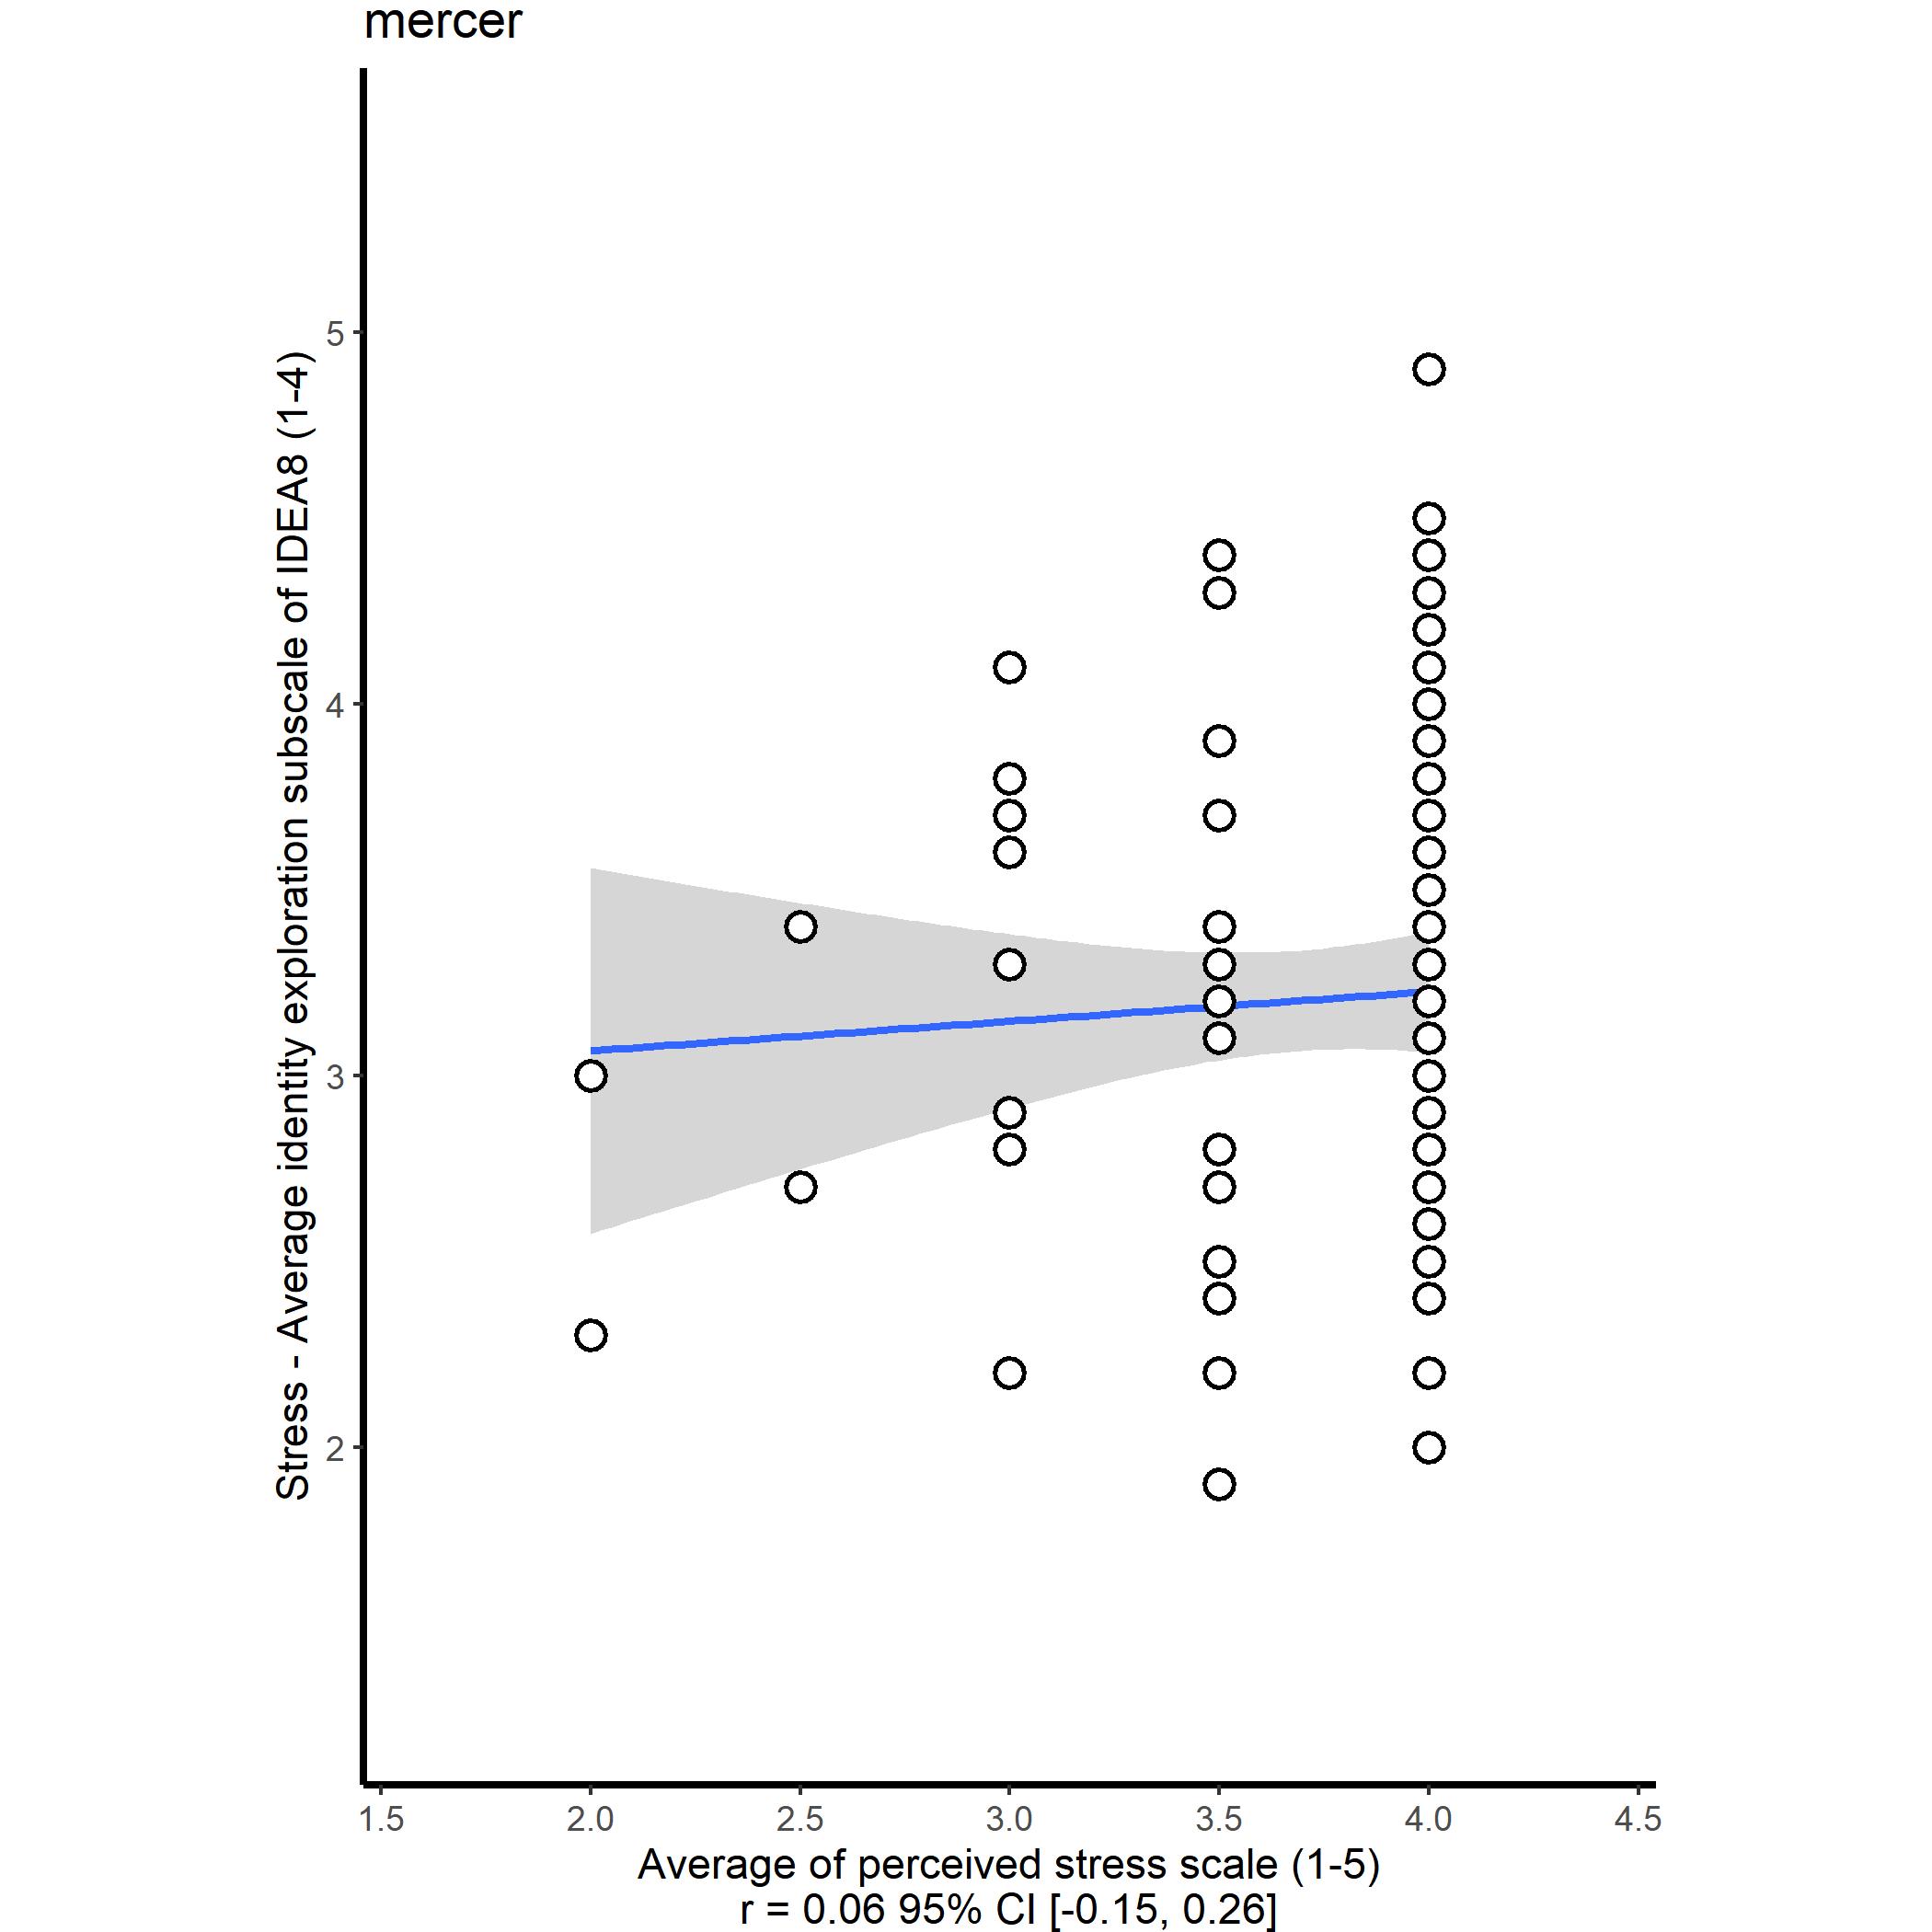 mercer
Stress - Average identity exploration subscale of IDEA8 (1-4)
5
4
3
2
1.5 2.0 2.5 3.0 3.5 4.0 4.5
Average of perceived stress scale (1-5)
r = 0.06 95% CI [-0.15, 0.26]